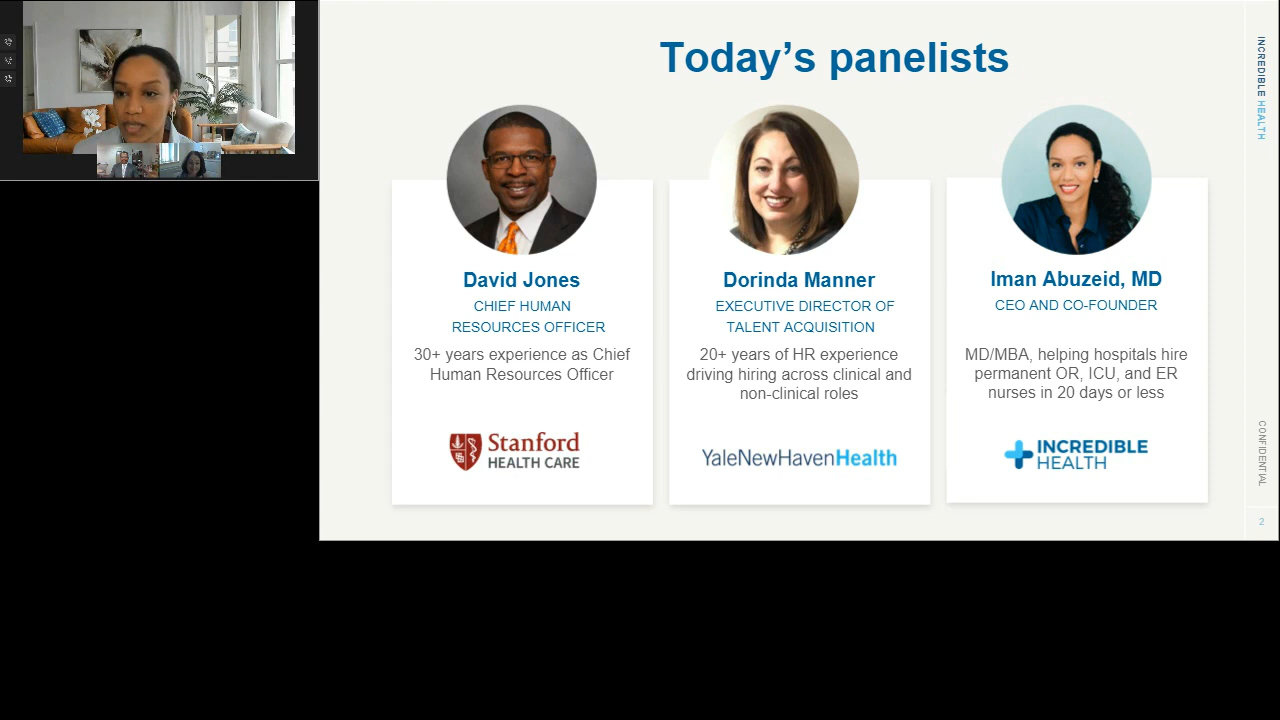 Today's panelists
David Jones
CHIEF HUMAN
RESOURCES OFFICER
30+ years experience as Chief
Human Resources Officer
Stanford
HEALTH CARE
Dorinda Manner
EXECUTIVE DIRECTOR OF
TALENT ACQUISITION
20+ years of HR experience
driving hiring across clinical and
non-clinical roles
YaleNewHavenHealth
Iman Abuzeid, MD
CEO AND CO-FOUNDER
MD/MBA, helping hospitals hire
permanent OR, ICU, and ER
nurses in 20 days or less
INCREDIBLE
HEALTH
INCREDIBLE HEALTH
CONFIDENTIAL
2